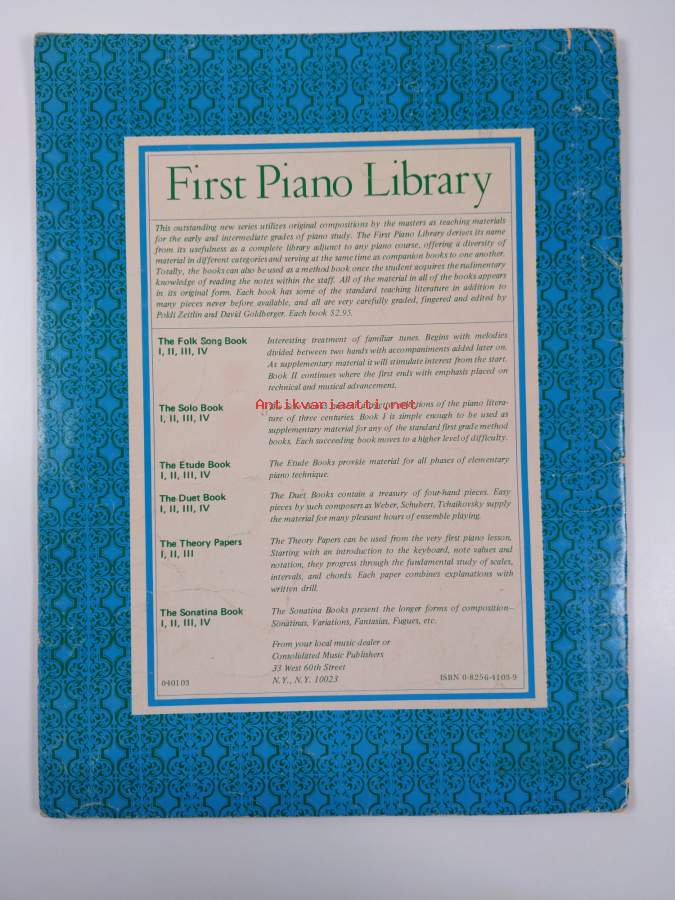 First Piano Library
This outstanding new series utilizes original compositions by the masters as teaching materials
for the early and intermediate grades of piano study. The First Piano Library derives its name
from its usefulness as a complete library adjunct to any piano course, offering a diversity of
material in different categories and serving at the same time as companion books to one another.
Totally, the books can also be used as a method book once the student acquires the rudimentary
knowledge of reading the notes within the staff. All of the material in all of the books appears
in its original form. Each book has some of the standard teaching literature in addition to
many pieces never before available, and all are very carefully graded, fingered and edited by
Poldi Zeitlin and David Goldberger. Each book $2.95.
The Folk Song Book
I, II, III, IV
Interesting treatment of familiar tunes. Begins with melodies
divided between two hands with accompaniments added later on.
As supplementary material it will stimulate interest from the start.
Book II continues where the first ends with emphasis placed on
technical and musical advancement.
Antikvariaatti.net
The Solo Book
I, II, III, IV
of the piano litera-
ture of three centuries. Book I is simple enough to be used as
supplementary material for any of the standard first grade method
books. Each succeeding book moves to a higher level of difficulty.
The Etude Book
I, II, III, IV
The Etude Books provide material for all phases of elementary
piano technique.
The Duet Book
I, II, III, IV
The Duet Books contain a treasury of four-hand pieces. Easy
pieces by such composers as Weber, Schubert, Tchaikovsky supply
the material for many pleasant hours of ensemble playing.
The Theory Papers
I, II, III
The Theory Papers can be used from the very first piano lesson.
Starting with an introduction to the keyboard, note values and
notation, they progress through the fundamental study of scales,
intervals, and chords. Each paper combines explanations with
written drill.
The Sonatina Book
I, II, III, IV
The Sonatina Books present the longer forms of composition—
Sonatinas, Variations, Fantasias, Fugues, etc.
From your local music dealer or
Consolidated Music Publishers
33 West 60th Street
N.Y., N.Y. 10023
040103
ISBN 0-8256-4103-9